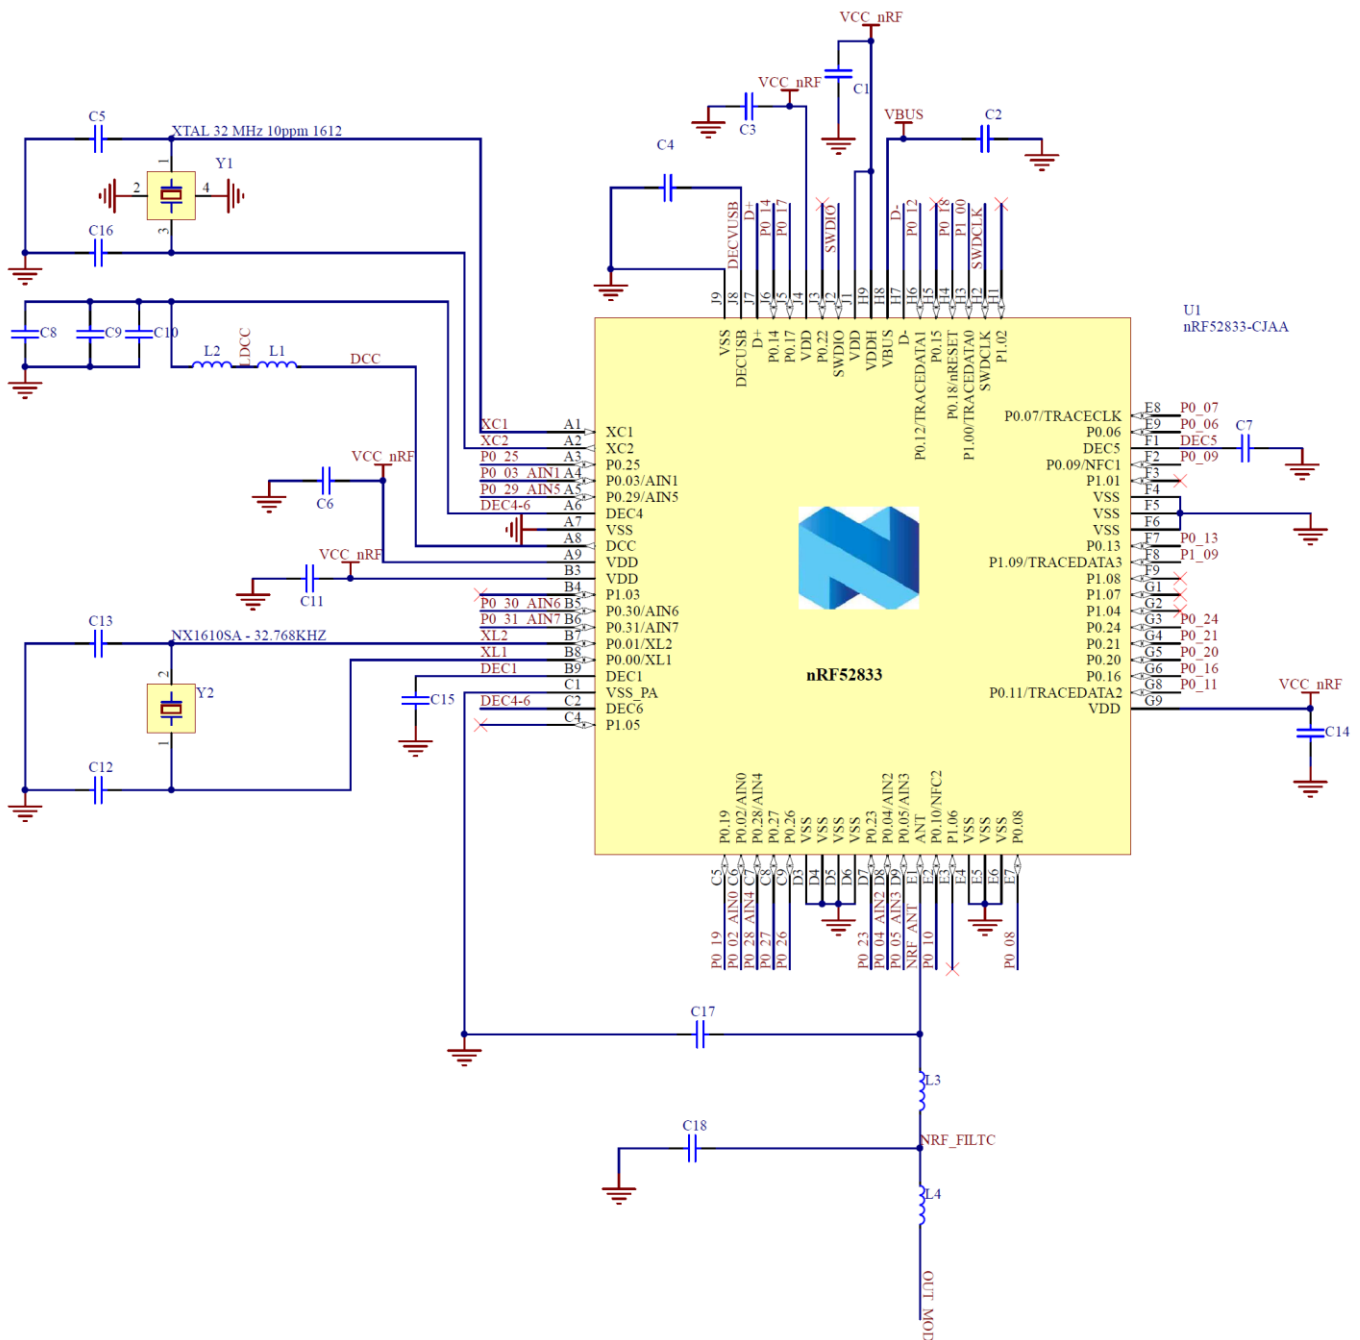 VCC_nRF
C1
VCC_nRF
C3
VBUS
C2
C4
C5
XTAL 32 MHz 10ppm 1612
1
Y1
2
4
3
C16
C8
C9
C10
L2
LDCC
L1
DCC
DECVUSB
D+
P0_14
P0_17
SWDIO
D-
P0_12
P0_18
P1_00
SWDCLK
J9
J8
J7
J6
J5
J4
J3
J2
J1
H9
H8
H7
H6
H5
H4
H3
H2
H1
VSS
DECUSB
D+
P0.14
P0.17
VDD
P0.22
SWDIO
VDD
VDDH
VBUS
D-
P0.12/TRACEDATA1
P0.15
P0.18/nRESET
P1.00/TRACEDATA0
SWDCLK
P1.02
U1
nRF52833-CJAA
XC1 A1 XC1
XC2 A2 XC2
P0_25 A3 P0.25
P0_03_AIN1 A4 P0.03/AIN1
P0_29_AIN5 A5 P0.29/AIN5
DEC4-6 A6 DEC4
A7 VSS
A8 DCC
A9 VDD
B3 VDD
B4 P1.03
P0_30_AIN6 B5 P0.30/AIN6
P0_31_AIN7 B6 P0.31/AIN7
XL2 B7 P0.01/XL2
XL1 B8 P0.00/XL1
DEC1 B9 DEC1
C1 VSS_PA
DEC4-6 C2 DEC6
C4 P1.05
VCC_nRF
C6
VCC_nRF
C11
C13
NX1610SA - 32.768KHZ
2
Y2
1
C12
C15
nRF52833
P0.07/TRACECLK E8 P0_07
P0.06 E9 P0_06
DEC5 F1 DEC5
C7
P0.09/NFC1 F2 P0_09
P1.01 F3
VSS F4
VSS F5
VSS F6
P0.13 F7 P0_13
P1.09/TRACEDATA3 F8 P1_09
P1.08 F9
P1.07 G1
P1.04 G2
P0.24 G3 P0_24
P0.21 G4 P0_21
P0.20 G5 P0_20
P0.16 G6 P0_16
P0.11/TRACEDATA2 G8 P0_11
VDD G9
VCC_nRF
C14
P0.19
P0.02/AIN0
P0.28/AIN4
P0.27
P0.26
VSS
VSS
VSS
VSS
P0.23
P0.04/AIN2
P0.05/AIN3
ANT
P0.10/NFC2
P1.06
VSS
VSS
VSS
P0.08
C5
C6
C7
C8
C9
D3
D4
D5
D6
D7
D8
D9
E1
E2
E3
E4
E5
E6
E7
P0_19
P0_02_AIN0
P0_28_AIN4
P0_27
P0_26
P0_23
P0_04_AIN2
P0_05_AIN3
NRF_ANT
P0_10
P0_08
C17
L3
C18
NRF_FILTC
L4
OUT_MOD